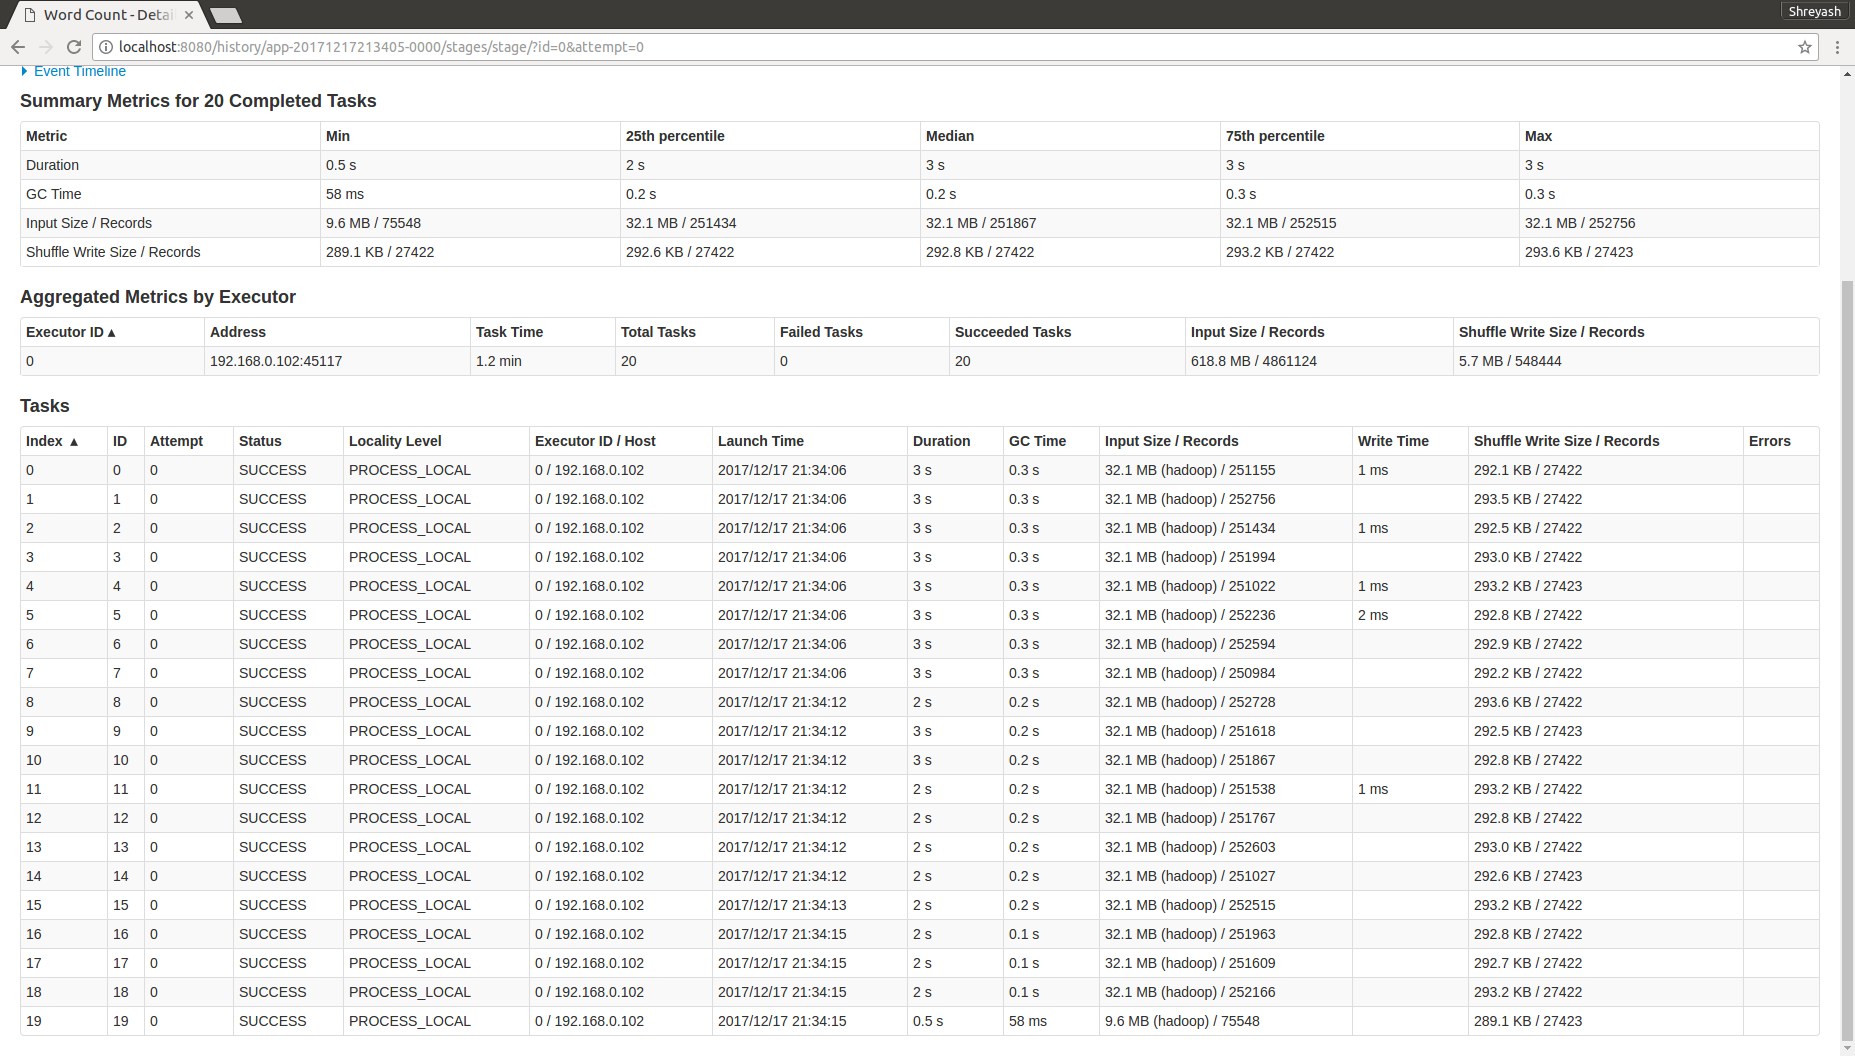 Word Count - Detai
Shreyash
localhost:8080/history/app-20171217213405-0000/stages/stage/?id=0&attempt=0
Event Timeline
Summary Metrics for 20 Completed Tasks
Metric Min 25th percentile Median 75th percentile Max
Duration 0.5 s 2 s 3 s 3 s 3 s
GC Time 58 ms 0.2 s 0.2 s 0.3 s 0.3 s
Input Size / Records 9.6 MB / 75548 32.1 MB / 251434 32.1 MB / 251867 32.1 MB / 252515 32.1 MB / 252756
Shuffle Write Size / Records 289.1 KB / 27422 292.6 KB / 27422 292.8 KB / 27422 293.2 KB / 27422 293.6 KB / 27423
Aggregated Metrics by Executor
Executor ID ▴ Address Task Time Total Tasks Failed Tasks Succeeded Tasks Input Size / Records Shuffle Write Size / Records
0 192.168.0.102:45117 1.2 min 20 0 20 618.8 MB / 4861124 5.7 MB / 548444
Tasks
Index ▴ ID Attempt Status Locality Level Executor ID / Host Launch Time Duration GC Time Input Size / Records Write Time Shuffle Write Size / Records Errors
0 0 0 SUCCESS PROCESS_LOCAL 0 / 192.168.0.102 2017/12/17 21:34:06 3 s 0.3 s 32.1 MB (hadoop) / 251155 1 ms 292.1 KB / 27422
1 1 0 SUCCESS PROCESS_LOCAL 0 / 192.168.0.102 2017/12/17 21:34:06 3 s 0.3 s 32.1 MB (hadoop) / 252756 293.5 KB / 27422
2 2 0 SUCCESS PROCESS_LOCAL 0 / 192.168.0.102 2017/12/17 21:34:06 3 s 0.3 s 32.1 MB (hadoop) / 251434 1 ms 292.5 KB / 27422
3 3 0 SUCCESS PROCESS_LOCAL 0 / 192.168.0.102 2017/12/17 21:34:06 3 s 0.3 s 32.1 MB (hadoop) / 251994 293.0 KB / 27422
4 4 0 SUCCESS PROCESS_LOCAL 0 / 192.168.0.102 2017/12/17 21:34:06 3 s 0.3 s 32.1 MB (hadoop) / 251022 1 ms 293.2 KB / 27423
5 5 0 SUCCESS PROCESS_LOCAL 0 / 192.168.0.102 2017/12/17 21:34:06 3 s 0.3 s 32.1 MB (hadoop) / 252236 2 ms 292.8 KB / 27422
6 6 0 SUCCESS PROCESS_LOCAL 0 / 192.168.0.102 2017/12/17 21:34:06 3 s 0.3 s 32.1 MB (hadoop) / 252594 292.9 KB / 27422
7 7 0 SUCCESS PROCESS_LOCAL 0 / 192.168.0.102 2017/12/17 21:34:06 3 s 0.3 s 32.1 MB (hadoop) / 250984 292.2 KB / 27422
8 8 0 SUCCESS PROCESS_LOCAL 0 / 192.168.0.102 2017/12/17 21:34:12 2 s 0.2 s 32.1 MB (hadoop) / 252728 293.6 KB / 27422
9 9 0 SUCCESS PROCESS_LOCAL 0 / 192.168.0.102 2017/12/17 21:34:12 3 s 0.2 s 32.1 MB (hadoop) / 251618 292.5 KB / 27423
10 10 0 SUCCESS PROCESS_LOCAL 0 / 192.168.0.102 2017/12/17 21:34:12 3 s 0.2 s 32.1 MB (hadoop) / 251867 292.8 KB / 27422
11 11 0 SUCCESS PROCESS_LOCAL 0 / 192.168.0.102 2017/12/17 21:34:12 2 s 0.2 s 32.1 MB (hadoop) / 251538 1 ms 293.2 KB / 27422
12 12 0 SUCCESS PROCESS_LOCAL 0 / 192.168.0.102 2017/12/17 21:34:12 2 s 0.2 s 32.1 MB (hadoop) / 251767 292.8 KB / 27422
13 13 0 SUCCESS PROCESS_LOCAL 0 / 192.168.0.102 2017/12/17 21:34:12 2 s 0.2 s 32.1 MB (hadoop) / 252603 293.0 KB / 27422
14 14 0 SUCCESS PROCESS_LOCAL 0 / 192.168.0.102 2017/12/17 21:34:12 2 s 0.2 s 32.1 MB (hadoop) / 251027 292.6 KB / 27423
15 15 0 SUCCESS PROCESS_LOCAL 0 / 192.168.0.102 2017/12/17 21:34:13 2 s 0.2 s 32.1 MB (hadoop) / 252515 293.2 KB / 27422
16 16 0 SUCCESS PROCESS_LOCAL 0 / 192.168.0.102 2017/12/17 21:34:15 2 s 0.1 s 32.1 MB (hadoop) / 251963 292.8 KB / 27422
17 17 0 SUCCESS PROCESS_LOCAL 0 / 192.168.0.102 2017/12/17 21:34:15 2 s 0.1 s 32.1 MB (hadoop) / 251609 292.7 KB / 27422
18 18 0 SUCCESS PROCESS_LOCAL 0 / 192.168.0.102 2017/12/17 21:34:15 2 s 0.1 s 32.1 MB (hadoop) / 252166 293.2 KB / 27422
19 19 0 SUCCESS PROCESS_LOCAL 0 / 192.168.0.102 2017/12/17 21:34:15 0.5 s 58 ms 9.6 MB (hadoop) / 75548 289.1 KB / 27423